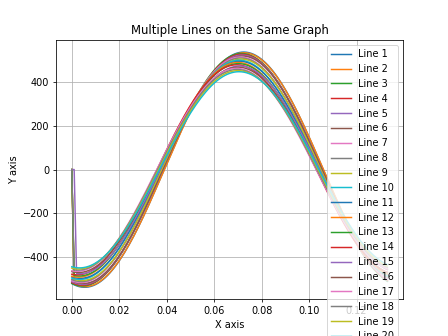 Multiple Lines on the Same Graph
Y axis
400
200
0
−200
−400
0.00
0.02
0.04
0.06
0.08
0.10
X axis
Line 1
Line 2
Line 3
Line 4
Line 5
Line 6
Line 7
Line 8
Line 9
Line 10
Line 11
Line 12
Line 13
Line 14
Line 15
Line 16
Line 17
Line 18
Line 19
Line 20